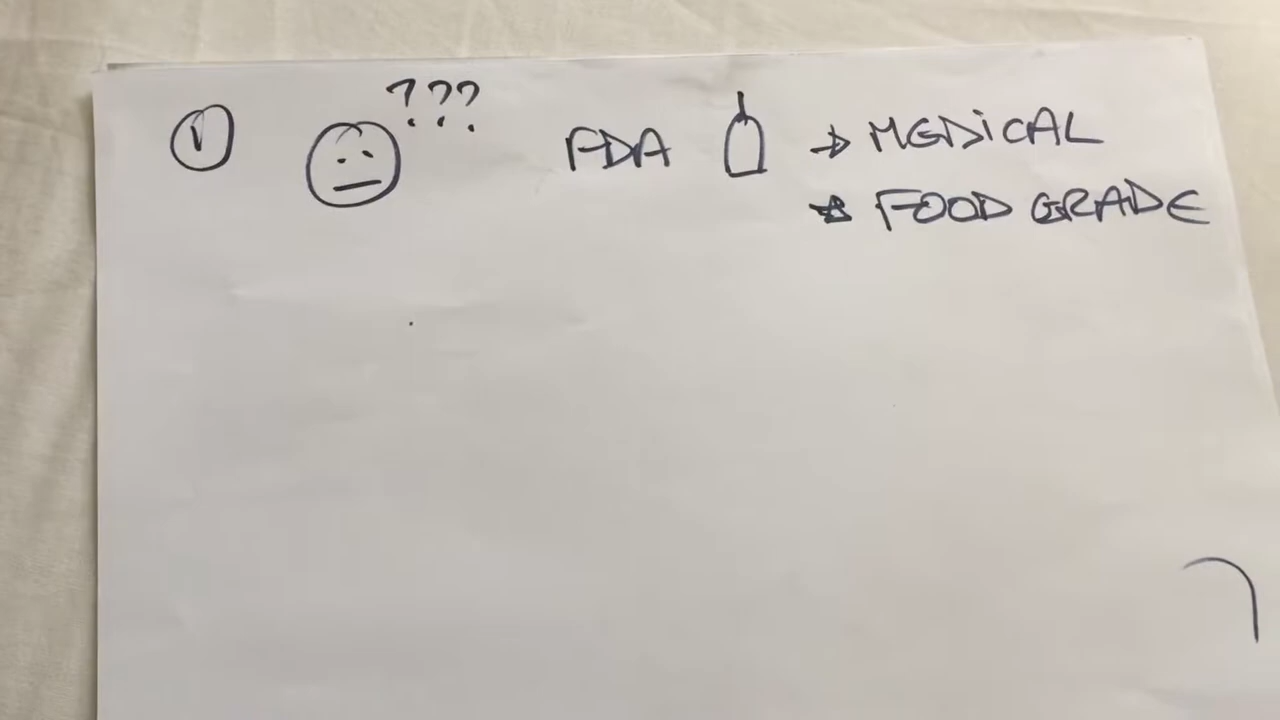 1 ??? FDA → MEDICAL
→ FOOD GRADE